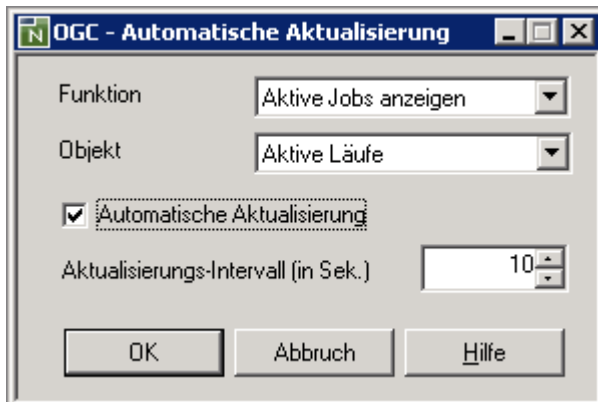 OGC - Automatische Aktualisierung
Funktion Aktive Jobs anzeigen
Objekt Aktive Läufe
Automatische Aktualisierung
Aktualisierungs-Intervall (in Sek.) 10
OK Abbruch Hilfe